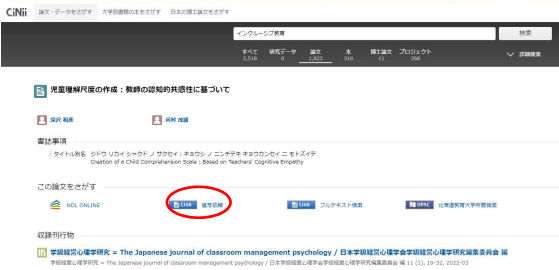 CiNii 論文・データをさがす 大学図書館の本をさがす 日本の博士論文をさがす
インクルーシブ教育 検索
すべて 研究データ 論文 本 博士論文 プロジェクト 詳細検索
2,518 0 1,923 316 11 268
児童理解尺度の作成：教師の認知的共感性に基づいて
深沢 和彦 河村 茂雄
書誌事項
タイトル別名 ジドウ リカイ シャクド ノ サクセイ : キョウシ ノ ニンチテキ キョウカンセイ ニ モトズイテ
Creation of a Child Comprehension Scale : Based on Teachers' Cognitive Empathy
この論文をさがす
NDL ONLINE Link 複写依頼 Link フルテキスト検索 OPAC 北海道教育大学所蔵検索
収録刊行物
学級経営心理学研究 = The Japanese journal of classroom management psychology / 日本学級経営心理学会学級経営心理学研究編集委員会 編
学級経営心理学研究 = The Japanese journal of classroom management psychology / 日本学級経営心理学会学級経営心理学研究編集委員会 編 11 (1), 19-32, 2022-03